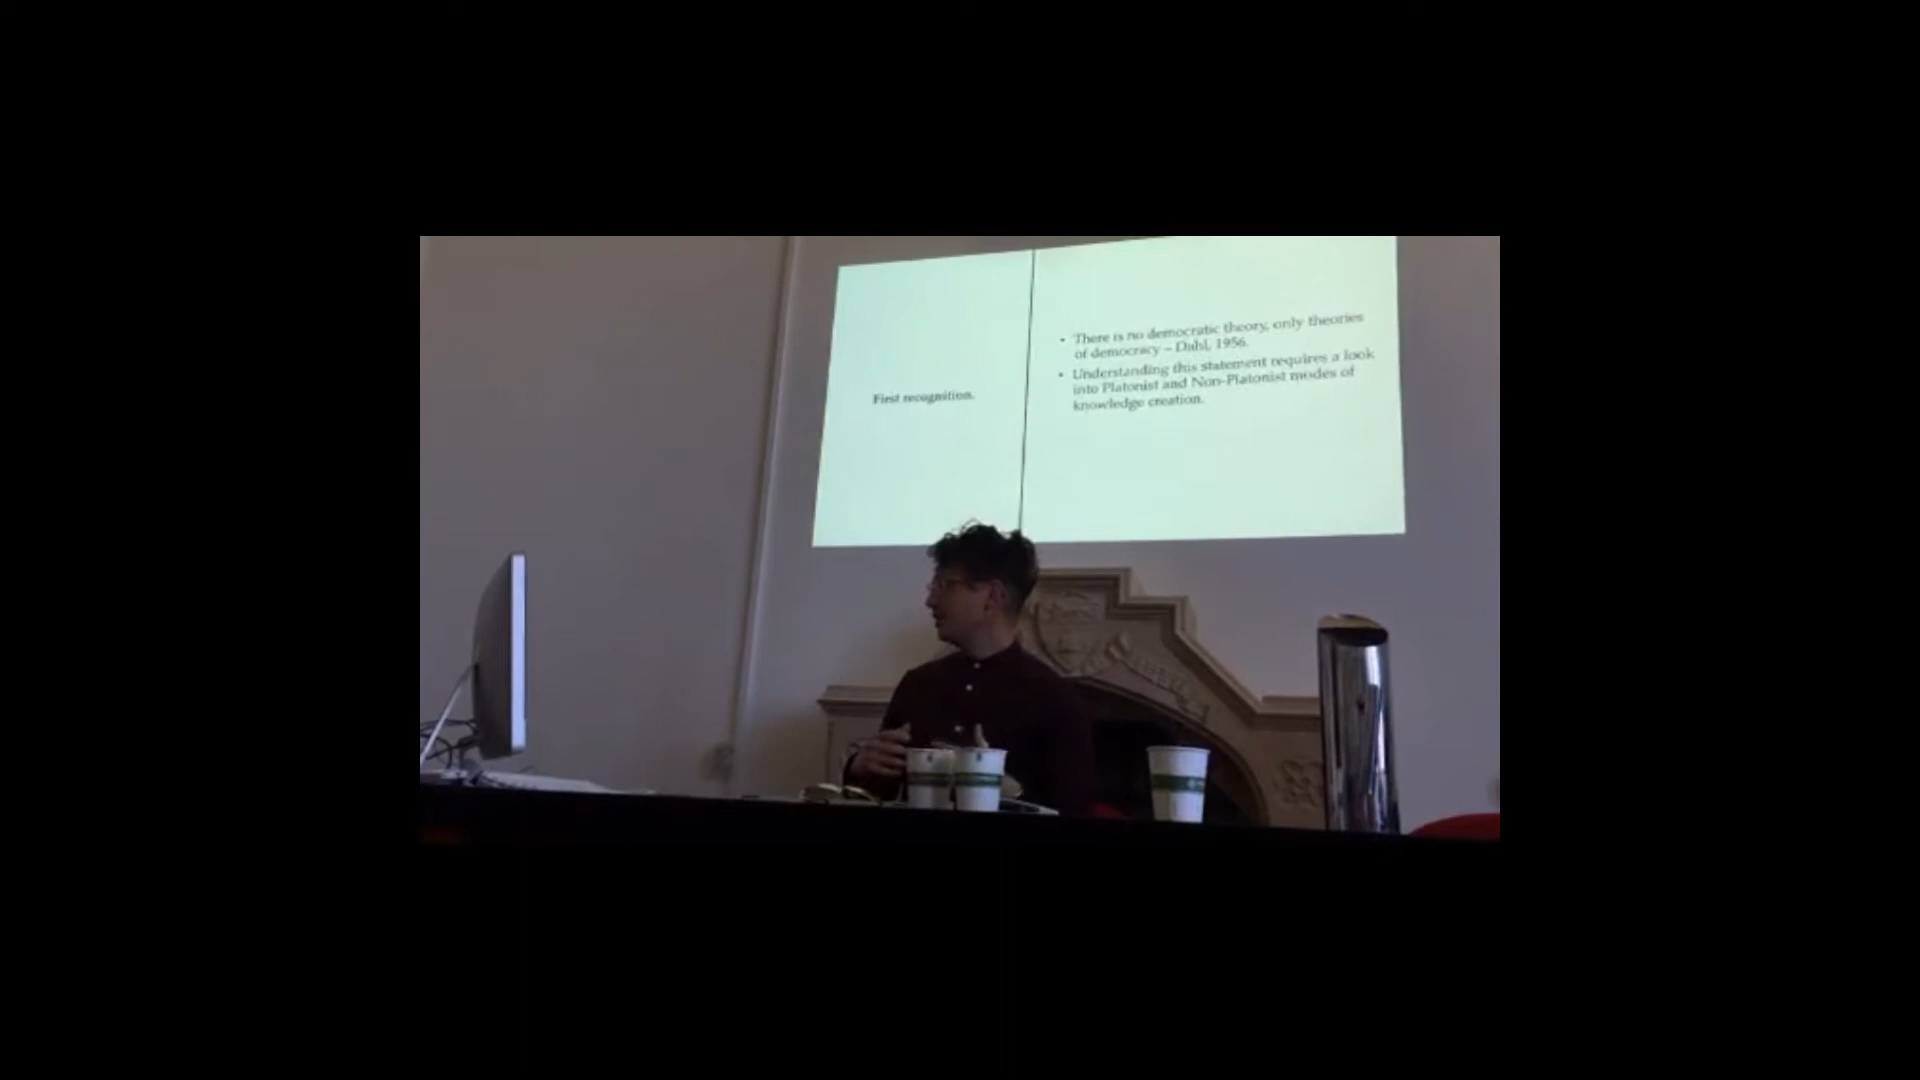 First recognition.
• There is no democratic theory, only theories
of democracy – Dahl, 1956.
• Understanding this statement requires a look
into Platonist and Non-Platonist modes of
knowledge creation.